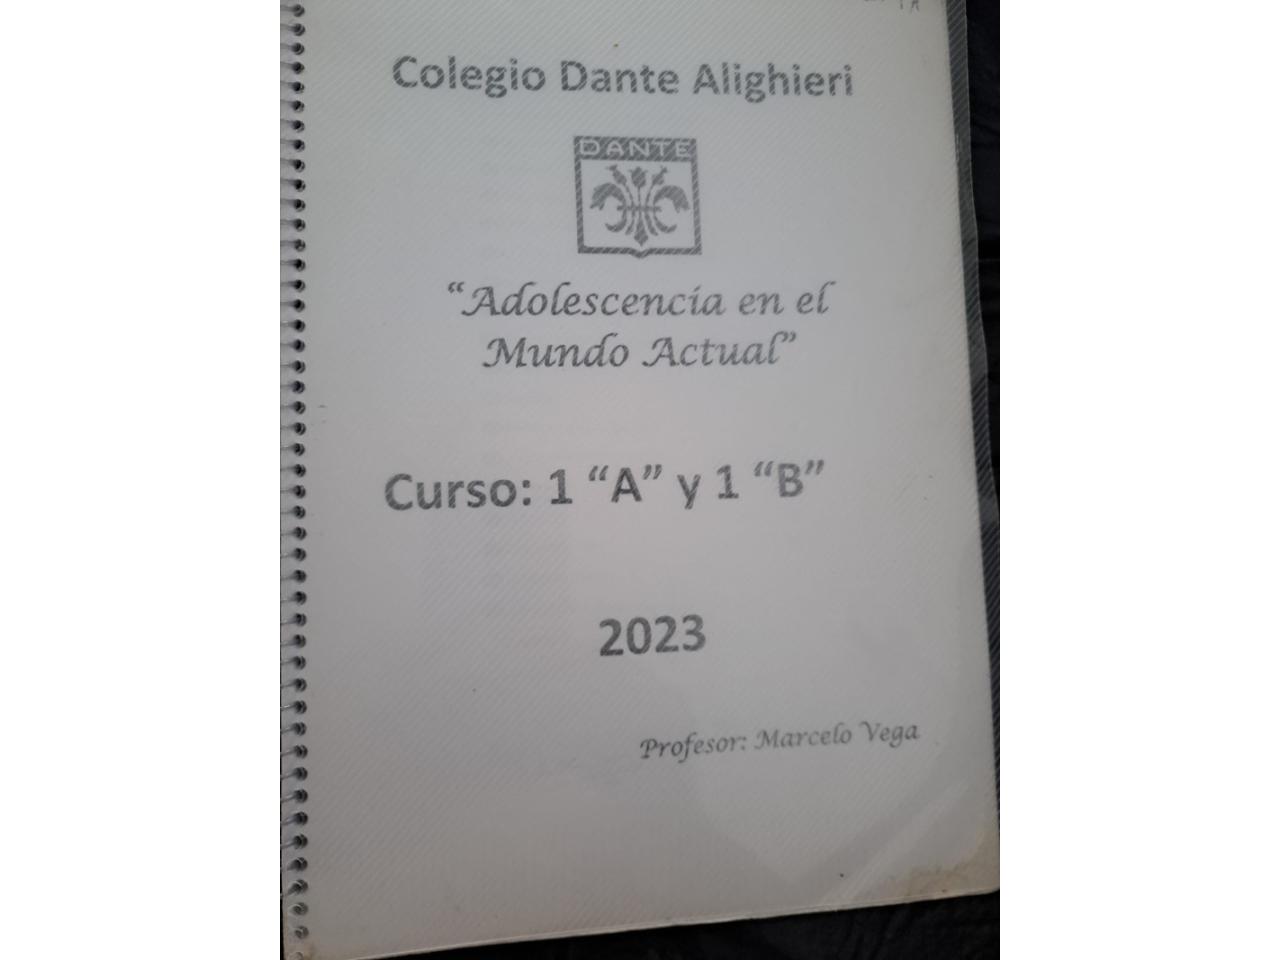 Colegio Dante Alighieri
DANTE
“Adolescencia en el
Mundo Actual”
Curso: 1 “A” y 1 “B”
2023
Profesor: Marcelo Vega